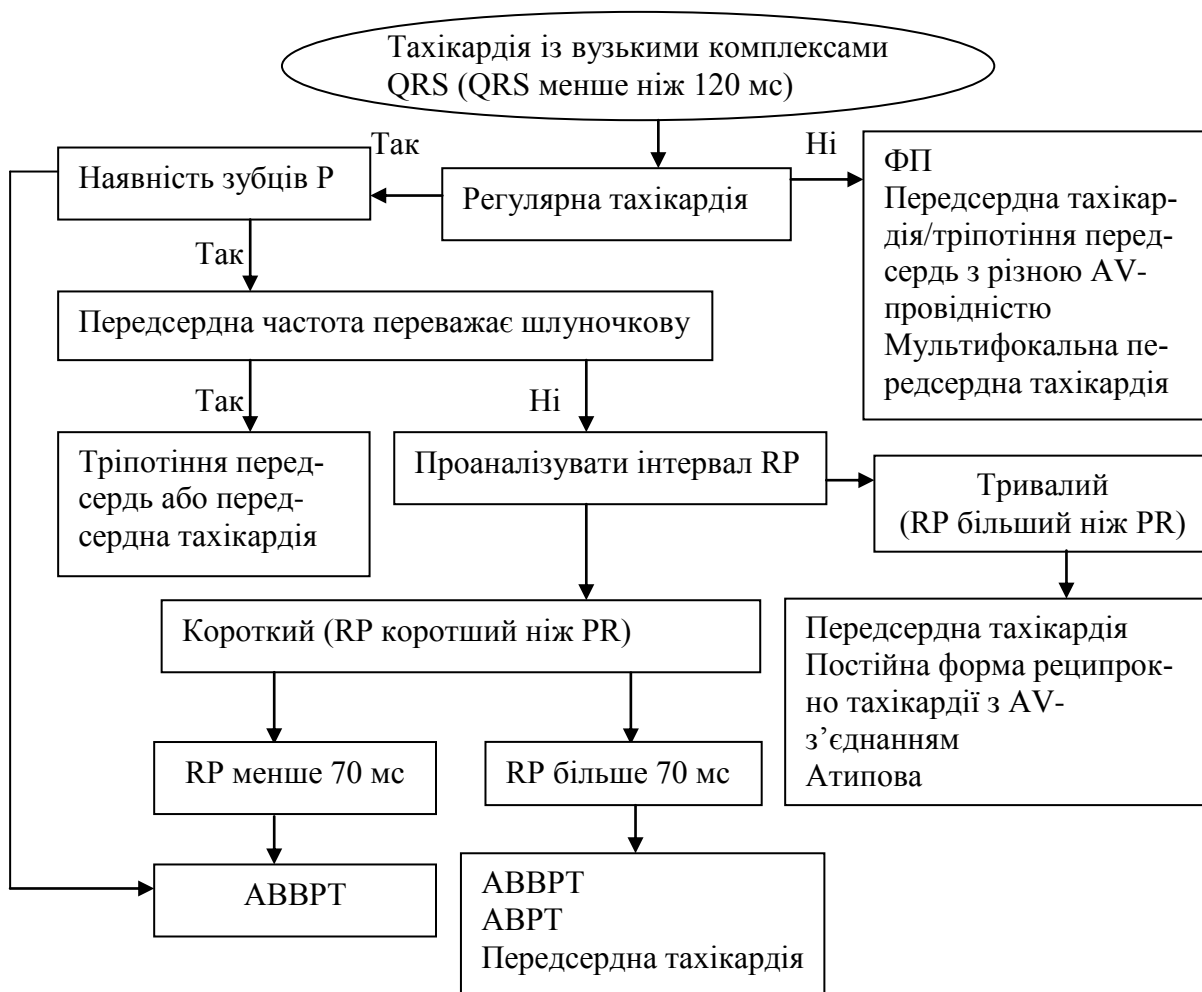 Тахікардія із вузькими комплексами
QRS (QRS менше ніж 120 мс)
Так
Ні
Наявність зубців Р
Регулярна тахікардія
ФП
Передсердна тахікар-
дія/тріпотіння перед-
сердь з різною AV-
провідністю
Мультифокальна пе-
редсердна тахікардія
Так
Передсердна частота переважає шлуночкову
Так
Ні
Тріпотіння перед-
сердь або перед-
сердна тахікардія
Проаналізувати інтервал RP
Тривалий
(RP більший ніж PR)
Короткий (RP коротший ніж PR)
Передсердна тахікардія
Постійна форма реципрок-
но тахікардії з AV-
з’єднанням
Атипова
RP менше 70 мс
RP більше 70 мс
АВВРТ
АВВРТ
АВРТ
Передсердна тахікардія